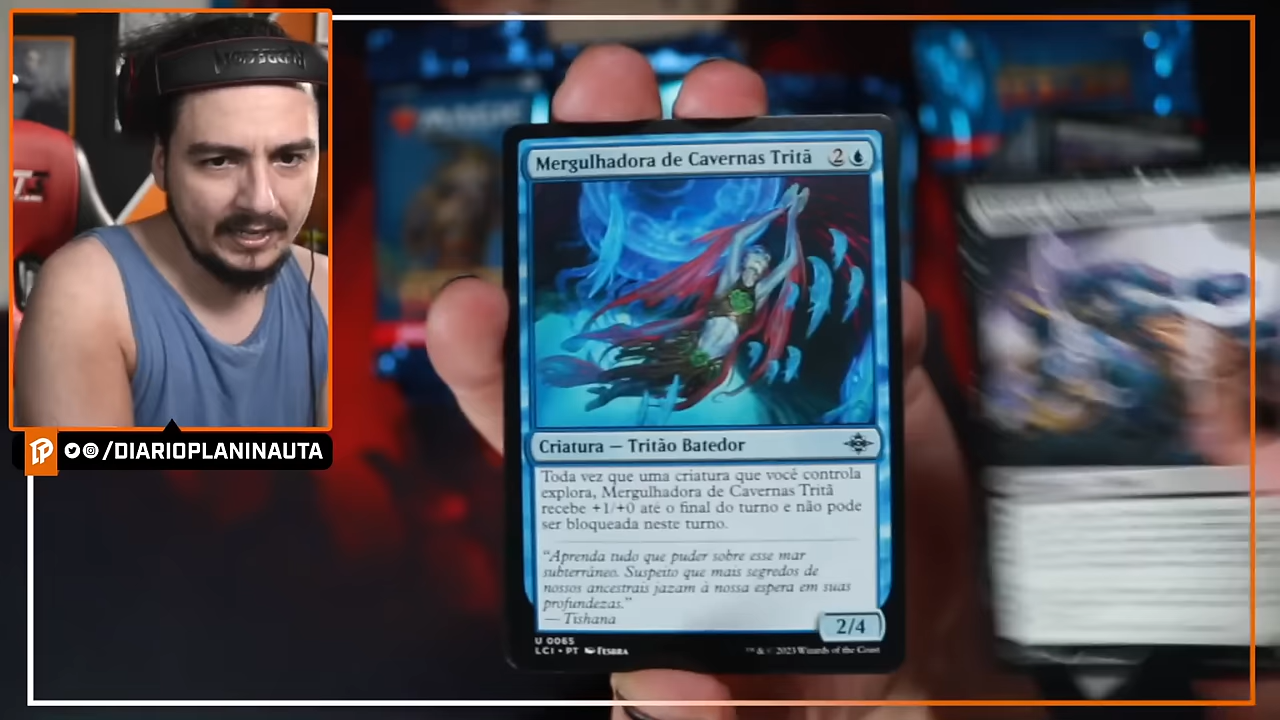 /DIARIOPLANINAUTA
MAGIC
Mergulhadora de Cavernas Tritã 2
Criatura — Tritão Batedor
Toda vez que uma criatura que você controla
explora, Mergulhadora de Cavernas Tritã
recebe +1/+0 até o final do turno e não pode
ser bloqueada neste turno.
“Aprenda tudo que puder sobre esse mar
subterrâneo. Suspeito que mais segredos de
nossos ancestrais jazam à nossa espera em suas
profundezas.”
— Tishana
2/4
U 0065
LCI • PT FESBRA
™ & © 2023 Wizards of the Coast